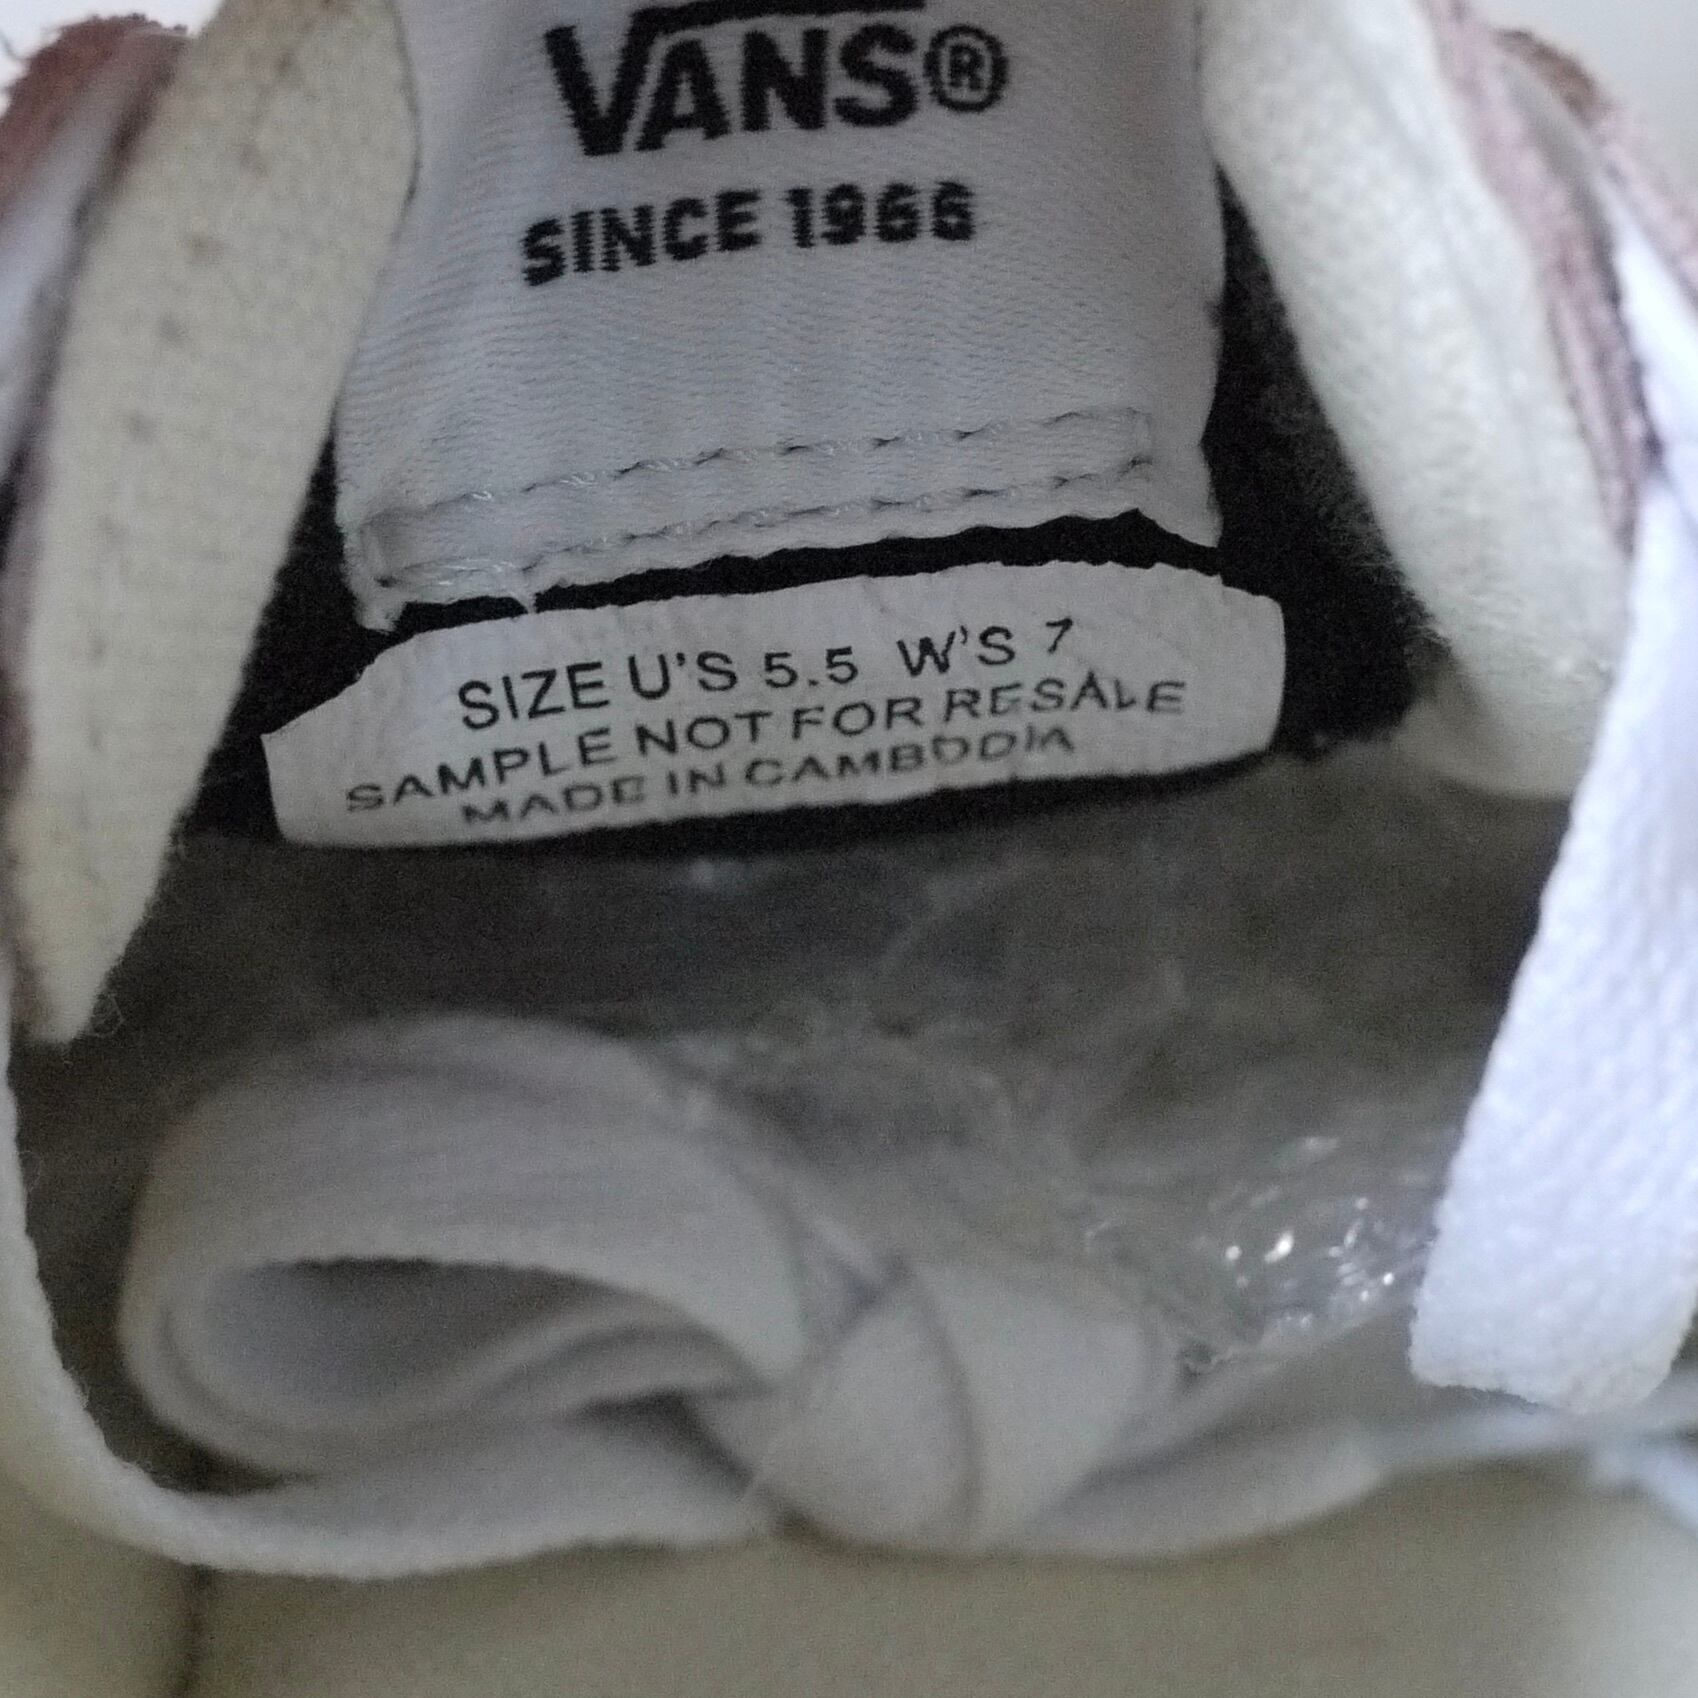 VANS®
SINCE 1966
SIZE U'S 5.5 W'S 7
SAMPLE NOT FOR RESALE
MADE IN CAMBODIA